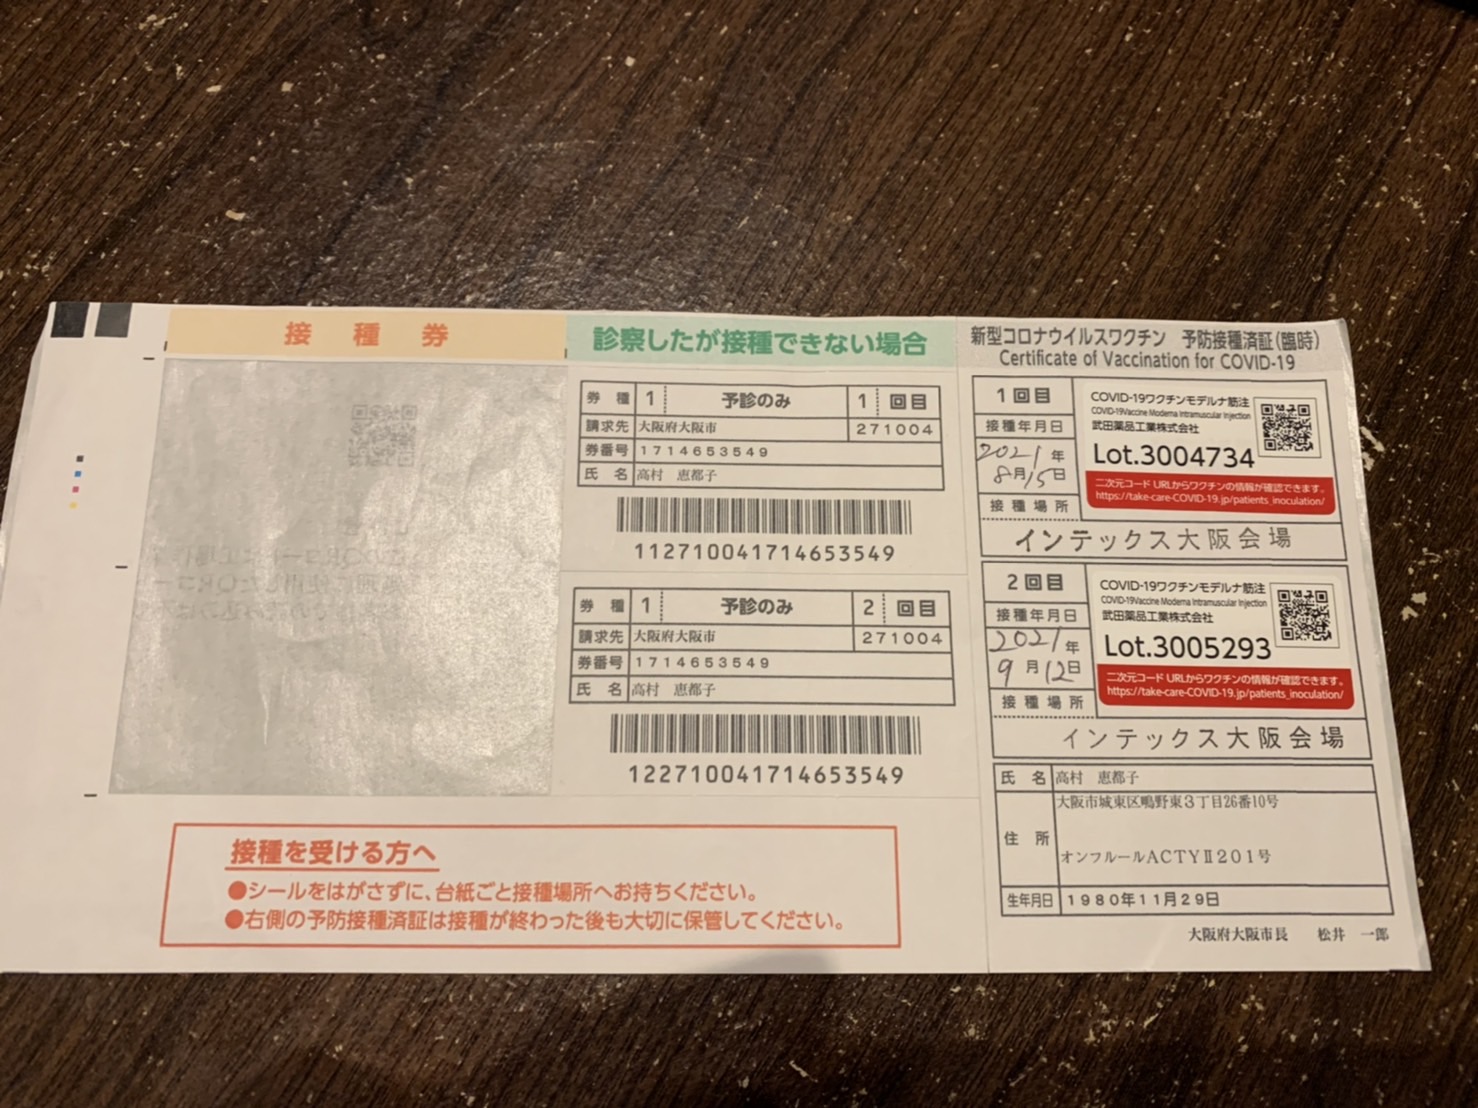 接種券
診察したが接種できない場合
券種 1 予診のみ 1 回目
請求先 大阪府大阪市 271004
券番号 1714653549
氏名 高村 恵都子
112710041714653549
券種 1 予診のみ 2 回目
請求先 大阪府大阪市 271004
券番号 1714653549
氏名 高村 恵都子
122710041714653549
接種を受ける方へ
●シールをはがさずに、台紙ごと接種場所へお持ちください。
●右側の予防接種済証は接種が終わった後も大切に保管してください。
新型コロナウイルスワクチン 予防接種済証(臨時)
Certificate of Vaccination for COVID-19
1回目
接種年月日
2021年
8月15日
接種場所
COVID-19ワクチンモデルナ筋注
COVID-19Vaccine Moderna Intramuscular Injection
武田薬品工業株式会社
Lot.3004734
二次元コード URLからワクチンの情報が確認できます。
https://take-care-COVID-19.jp/patients_inoculation/
インテックス大阪会場
2回目
接種年月日
2021年
9月12日
接種場所
COVID-19ワクチンモデルナ筋注
COVID-19Vaccine Moderna Intramuscular Injection
武田薬品工業株式会社
Lot.3005293
二次元コード URLからワクチンの情報が確認できます。
https://take-care-COVID-19.jp/patients_inoculation/
インテックス大阪会場
氏名 高村 恵都子
住所 大阪市城東区鴫野東3丁目26番10号
オンフルールACTYⅡ201号
生年月日 1980年11月29日
大阪府大阪市長 松井 一郎